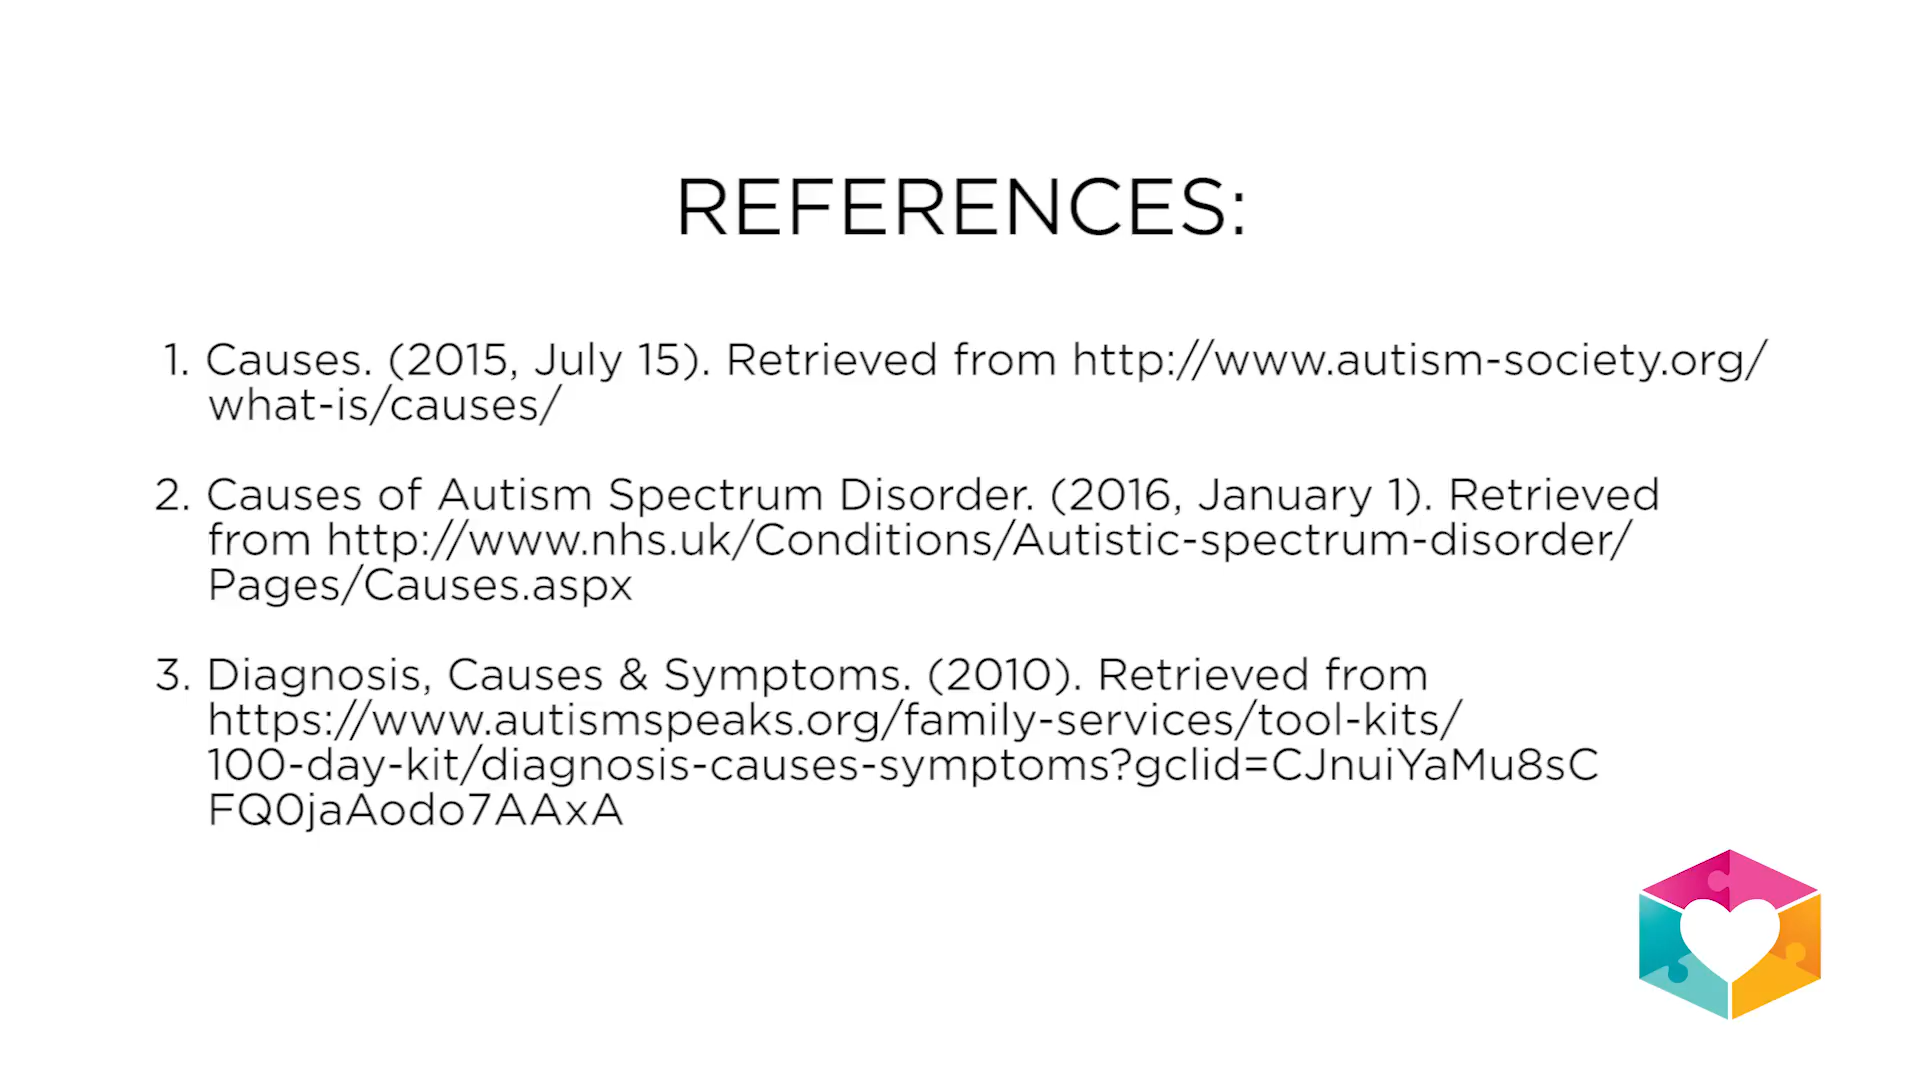 REFERENCES:
1. Causes. (2015, July 15). Retrieved from http://www.autism-society.org/
what-is/causes/
2. Causes of Autism Spectrum Disorder. (2016, January 1). Retrieved
from http://www.nhs.uk/Conditions/Autistic-spectrum-disorder/
Pages/Causes.aspx
3. Diagnosis, Causes & Symptoms. (2010). Retrieved from
https://www.autismspeaks.org/family-services/tool-kits/
100-day-kit/diagnosis-causes-symptoms?gclid=CJnuiYaMu8sC
FQ0jaAodo7AAxA